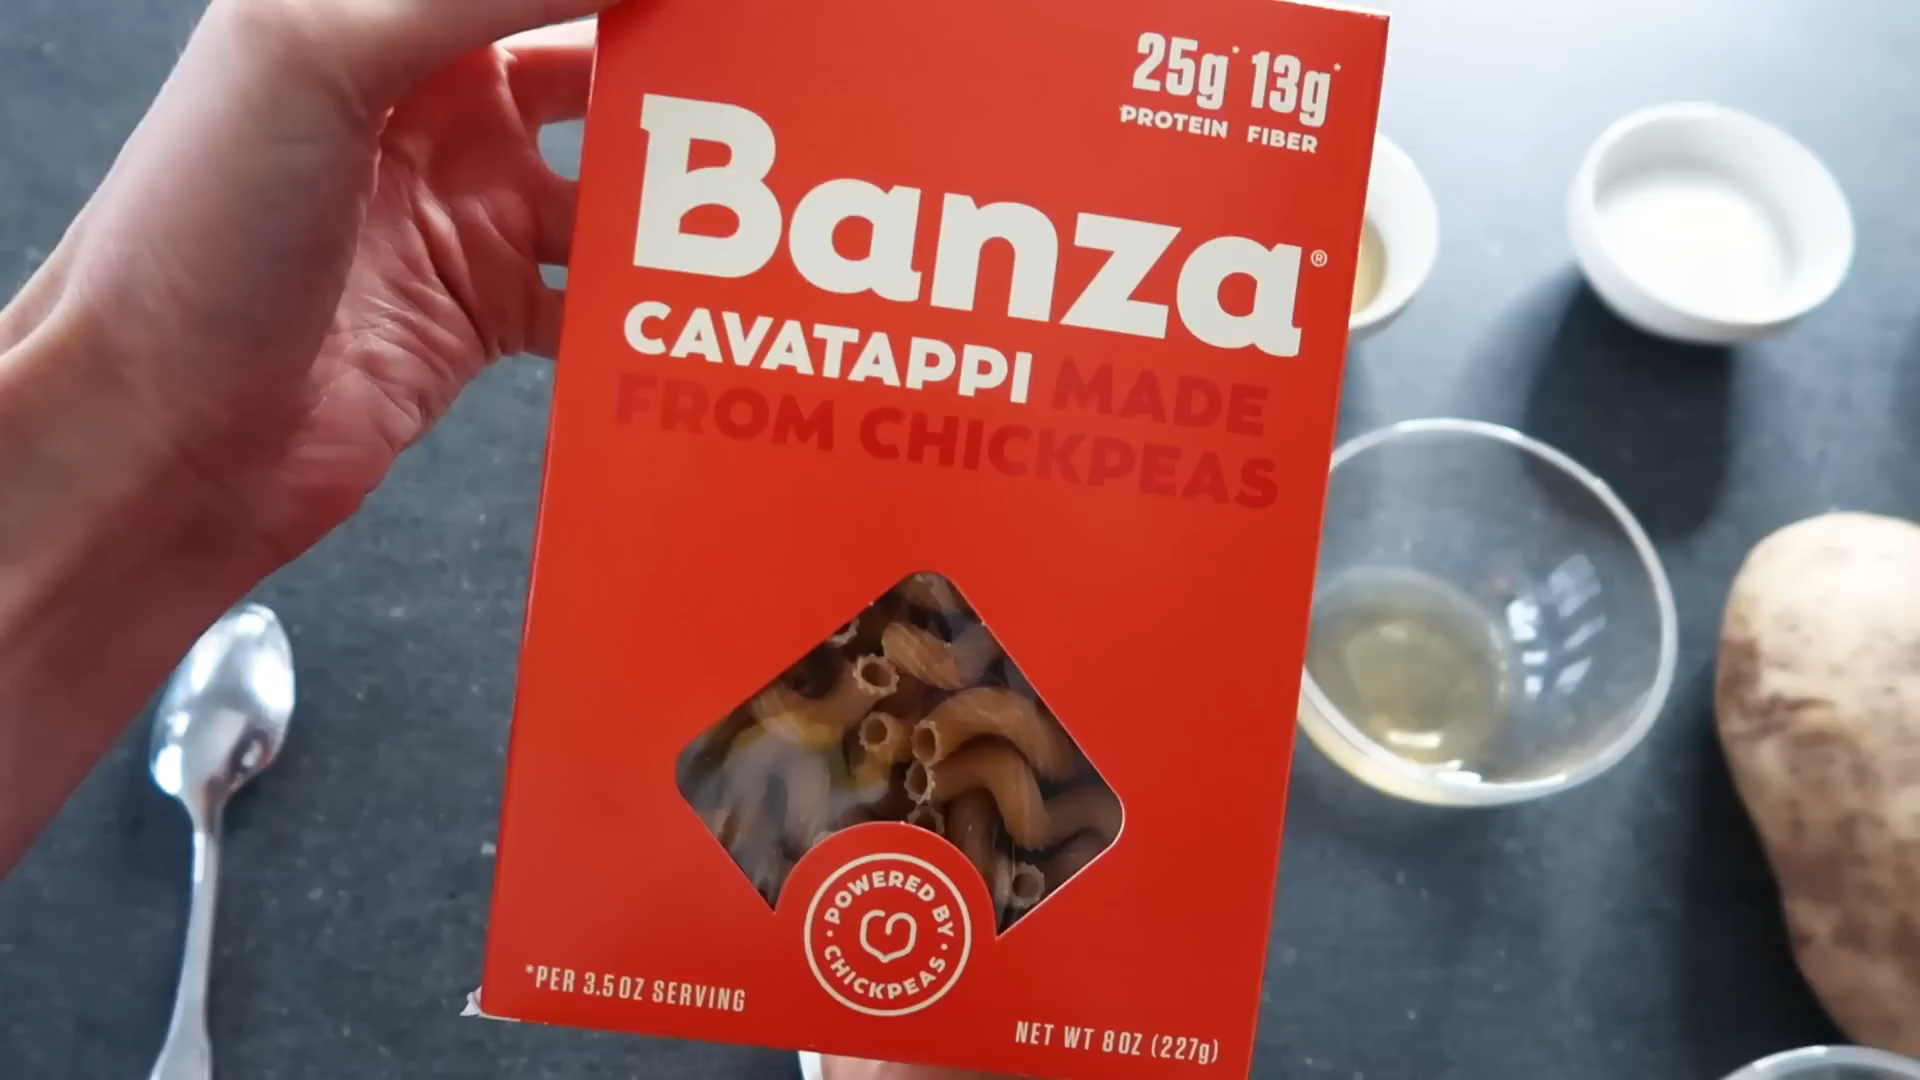 25g* 13g*
PROTEIN FIBER
Banza®
CAVATAPPI MADE
FROM CHICKPEAS
POWERED BY
CHICKPEAS
*PER 3.5OZ SERVING
NET WT 8OZ (227g)